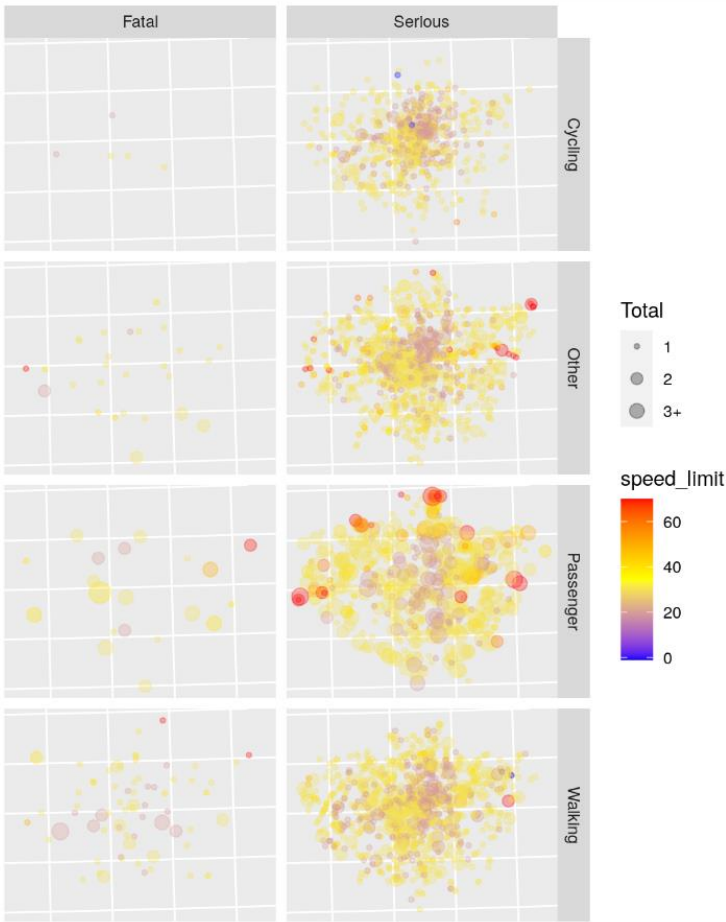 Fatal
Serious
Cycling
Other
Passenger
Walking
Total
1
2
3+
speed_limit
60
40
20
0